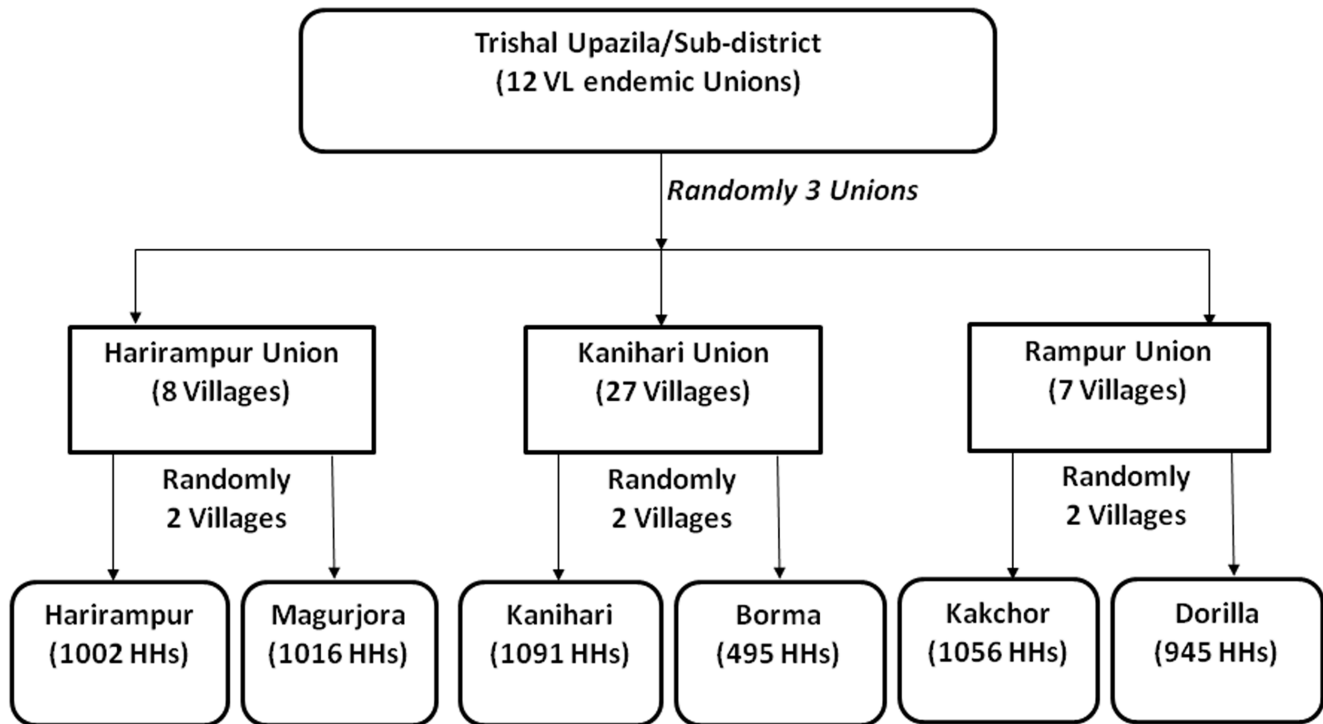 Trishal Upazila/Sub-district
(12 VL endemic Unions)
Randomly 3 Unions
Harirampur Union
(8 Villages)
Kanihari Union
(27 Villages)
Rampur Union
(7 Villages)
Randomly
2 Villages
Randomly
2 Villages
Randomly
2 Villages
Harirampur
(1002 HHs)
Magurjora
(1016 HHs)
Kanihari
(1091 HHs)
Borma
(495 HHs)
Kakchor
(1056 HHs)
Dorilla
(945 HHs)